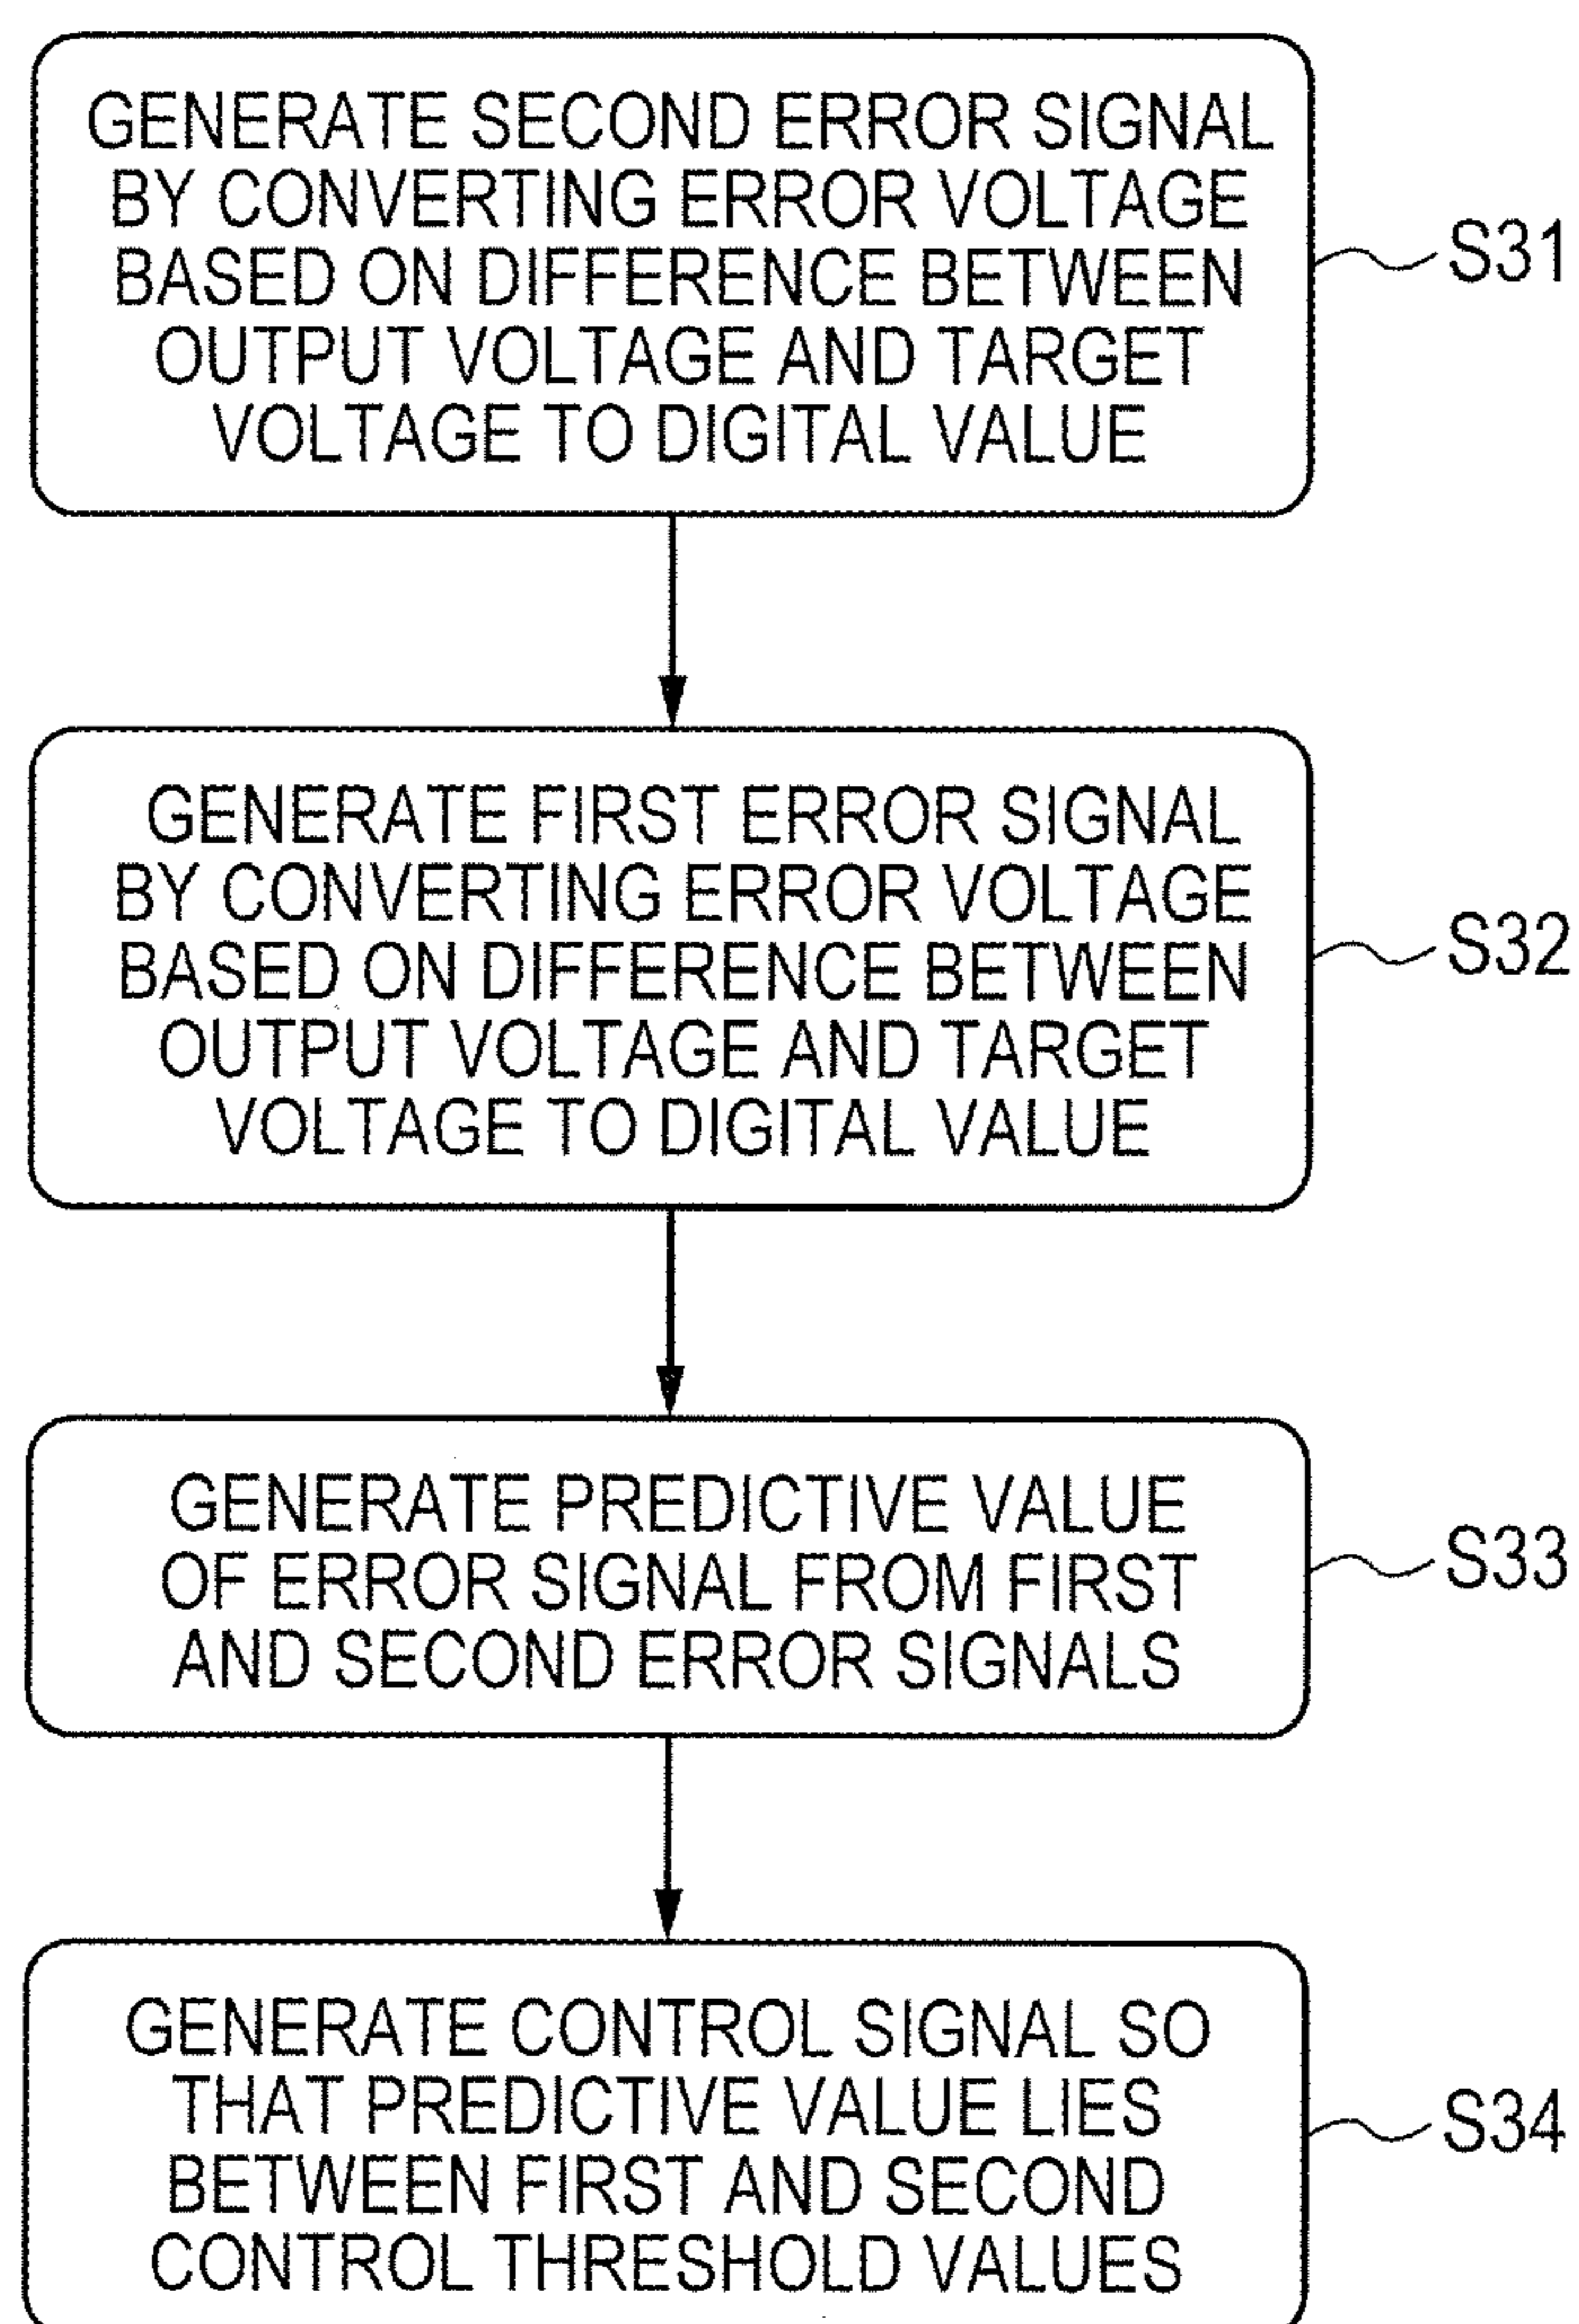 GENERATE SECOND ERROR SIGNAL
BY CONVERTING ERROR VOLTAGE
BASED ON DIFFERENCE BETWEEN
OUTPUT VOLTAGE AND TARGET
VOLTAGE TO DIGITAL VALUE
S31
GENERATE FIRST ERROR SIGNAL
BY CONVERTING ERROR VOLTAGE
BASED ON DIFFERENCE BETWEEN
OUTPUT VOLTAGE AND TARGET
VOLTAGE TO DIGITAL VALUE
S32
GENERATE PREDICTIVE VALUE
OF ERROR SIGNAL FROM FIRST
AND SECOND ERROR SIGNALS
S33
GENERATE CONTROL SIGNAL SO
THAT PREDICTIVE VALUE LIES
BETWEEN FIRST AND SECOND
CONTROL THRESHOLD VALUES
S34